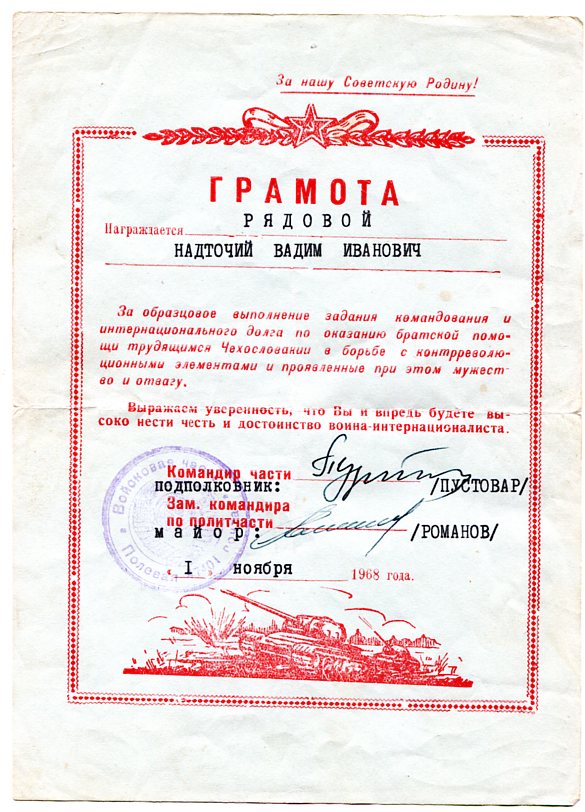 За нашу Советскую Родину!
ГРАМОТА
РЯДОВОЙ
Награждается
НАДТОЧИЙ ВАДИМ ИВАНОВИЧ
За образцовое выполнение задания командования и
интернационального долга по оказанию братской помо-
щи трудящимся Чехословакии в борьбе с контрреволю-
ционными элементами и проявленные при этом мужест-
во и отвагу.
Выражаем уверенность, что Вы и впредь будете вы-
соко нести честь и достоинство воина-интернационалиста.
Командир части
подполковник: /ПУСТОВАР/
Зам. командира
по политчасти
майор: /РОМАНОВ/
„ I " ноября 1968 года.
Войсковая
Полевая